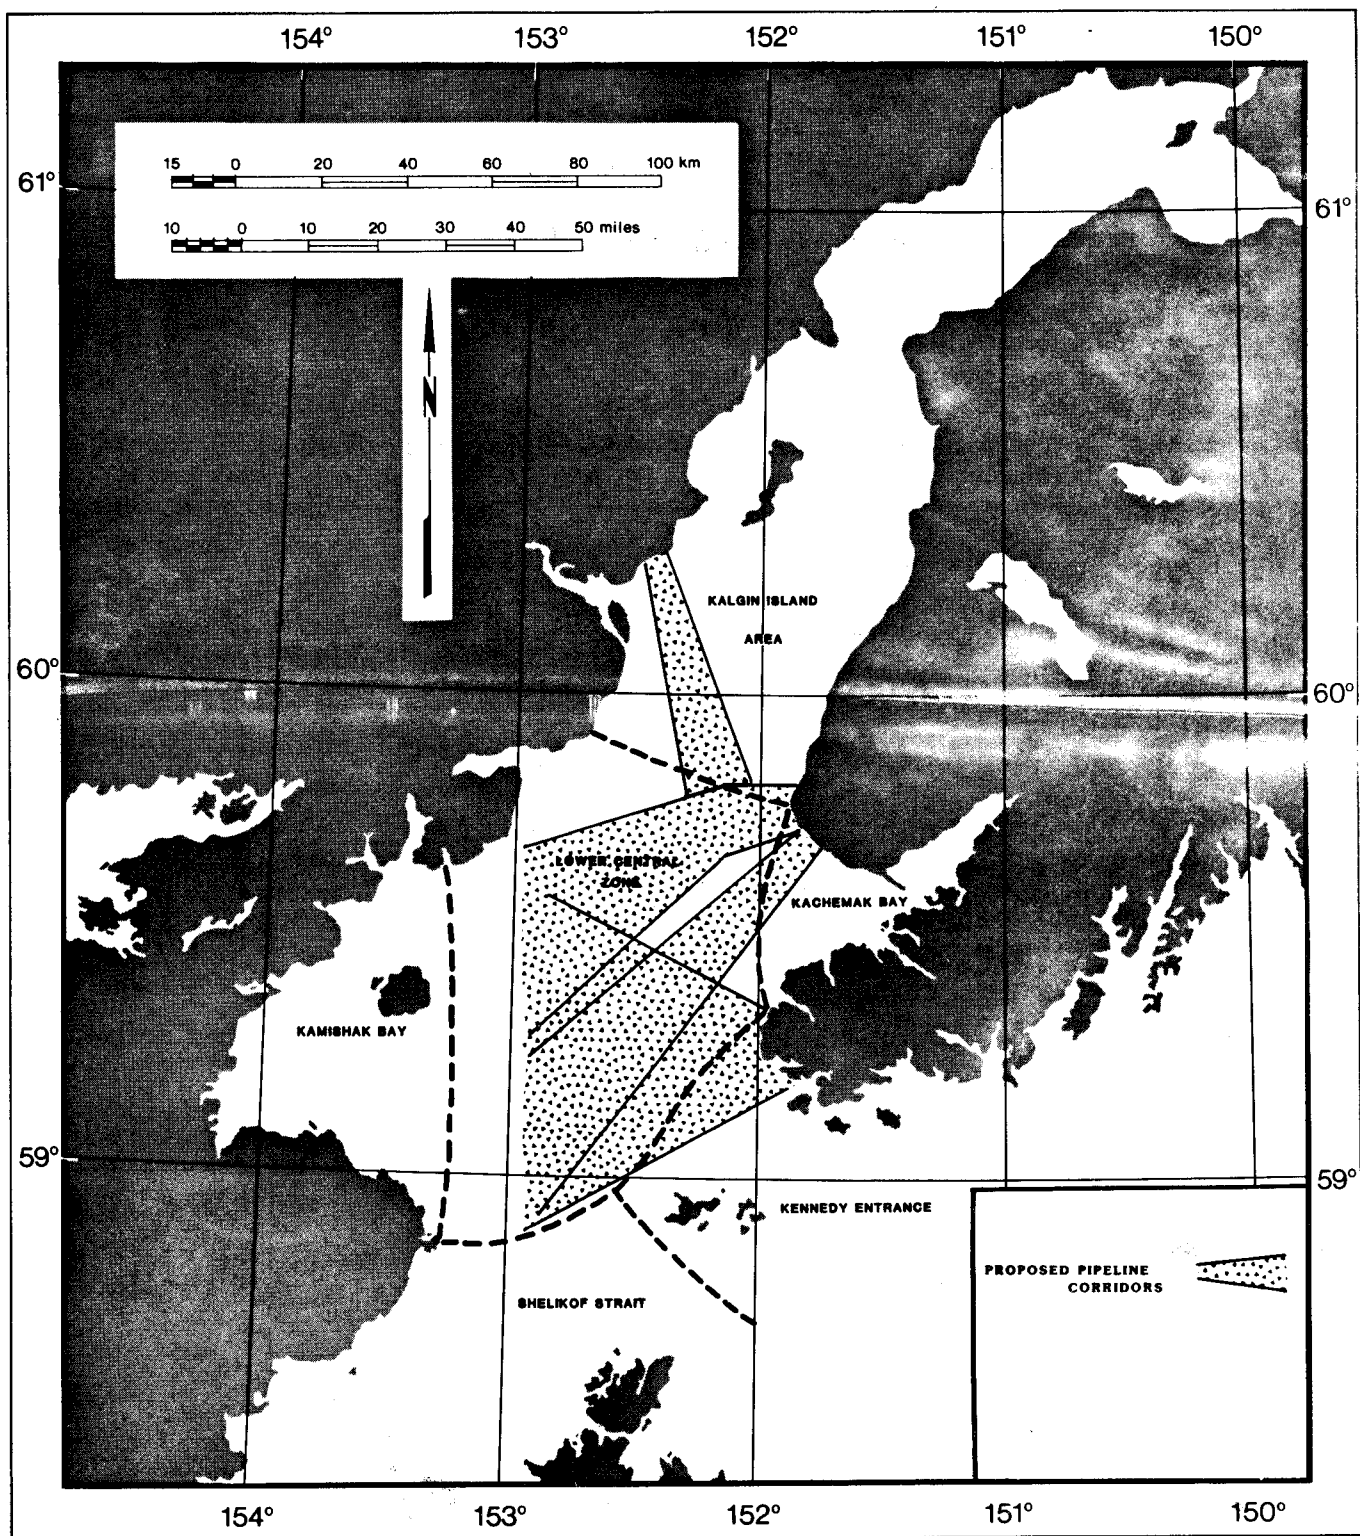 154° 153° 152° 151° 150°
15 0 20 40 60 80 100 km
61° 61°
10 0 10 20 30 40 50 miles
N
KALGIN ISLAND
AREA
60° 60°
LOWER CENTRAL
ZONE
KACHEMAK BAY
KAMISHAK BAY
59° 59°
KENNEDY ENTRANCE
PROPOSED PIPELINE
CORRIDORS
SHELIKOF STRAIT
154° 153° 152° 151° 150°